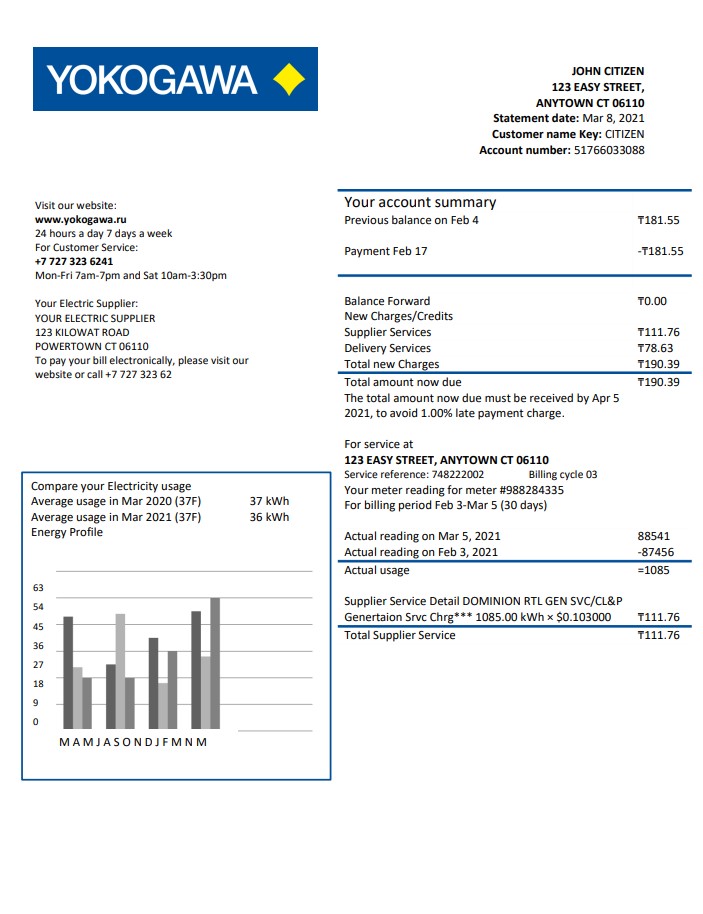 YOKOGAWA
JOHN CITIZEN
123 EASY STREET,
ANYTOWN CT 06110
Statement date: Mar 8, 2021
Customer name Key: CITIZEN
Account number: 51766033088
Visit our website:
www.yokogawa.ru
24 hours a day 7 days a week
For Customer Service:
+7 727 323 6241
Mon-Fri 7am-7pm and Sat 10am-3:30pm
Your Electric Supplier:
YOUR ELECTRIC SUPPLIER
123 KILOWAT ROAD
POWERTOWN CT 06110
To pay your bill electronically, please visit our
website or call +7 727 323 62
Your account summary
Previous balance on Feb 4 ₸181.55
Payment Feb 17 -₸181.55
Balance Forward ₸0.00
New Charges/Credits
Supplier Services ₸111.76
Delivery Services ₸78.63
Total new Charges ₸190.39
Total amount now due ₸190.39
The total amount now due must be received by Apr 5
2021, to avoid 1.00% late payment charge.
For service at
123 EASY STREET, ANYTOWN CT 06110
Service reference: 748222002 Billing cycle 03
Your meter reading for meter #988284335
For billing period Feb 3-Mar 5 (30 days)
Actual reading on Mar 5, 2021 88541
Actual reading on Feb 3, 2021 -87456
Actual usage =1085
Supplier Service Detail DOMINION RTL GEN SVC/CL&P
Genertaion Srvc Chrg*** 1085.00 kWh × $0.103000 ₸111.76
Total Supplier Service ₸111.76
Compare your Electricity usage
Average usage in Mar 2020 (37F) 37 kWh
Average usage in Mar 2021 (37F) 36 kWh
Energy Profile
63
54
45
36
27
18
9
0
M A M J A S O N D J F M N M